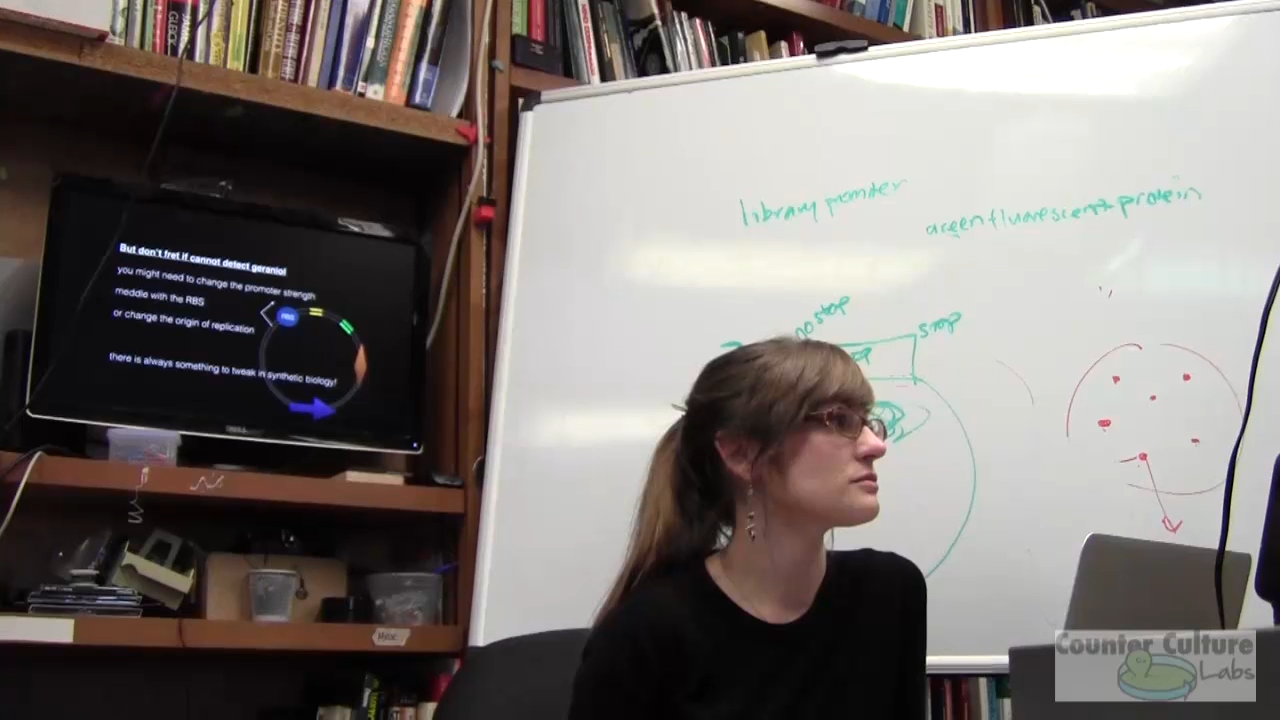 But don't fret if cannot detect geraniol
you might need to change the promoter strength
meddle with the RBS
or change the origin of replication
RBS
there is always something to tweak in synthetic biology!
DELL
library promoter
green fluorescent protein
no stop
stop
Counter Culture
Labs